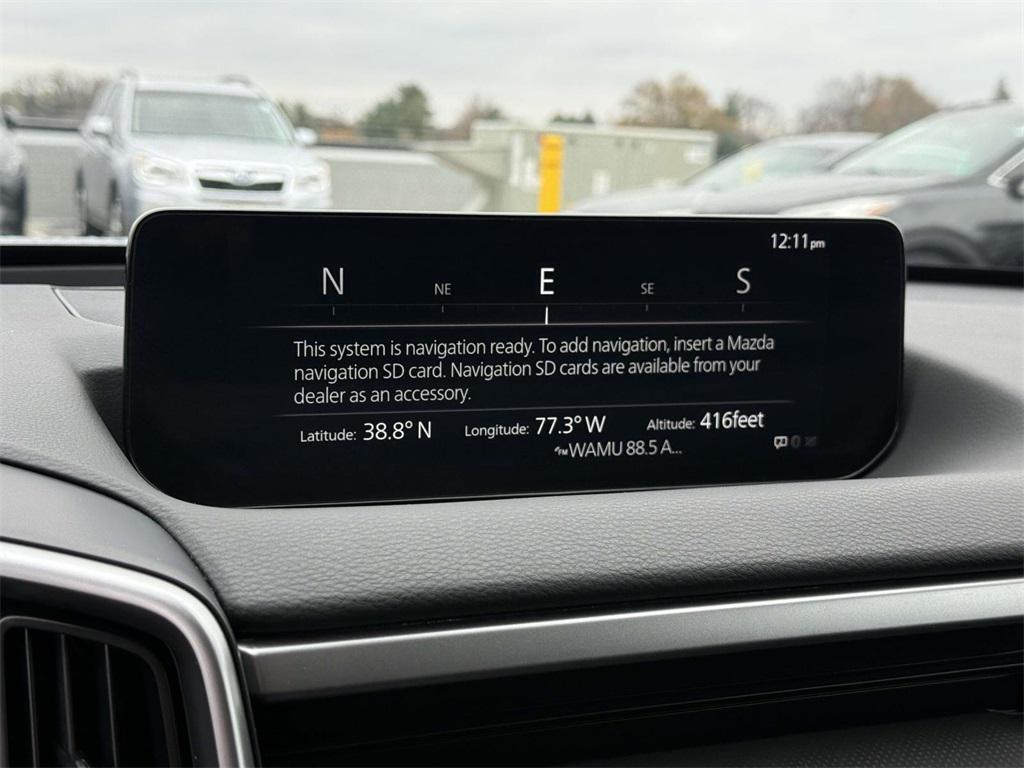 12:11pm
N NE E SE S
This system is navigation ready. To add navigation, insert a Mazda
navigation SD card. Navigation SD cards are available from your
dealer as an accessory.
Latitude: 38.8° N Longitude: 77.3° W Altitude: 416feet
FM WAMU 88.5 A...